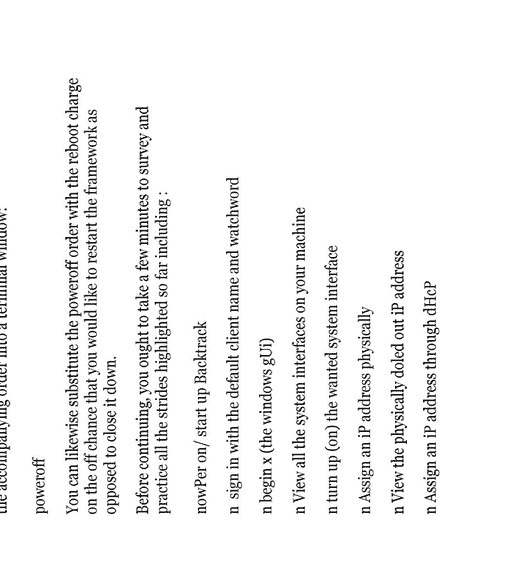 the accompanying order into a terminal window:
poweroff
You can likewise substitute the poweroff order with the reboot charge
on the off chance that you would like to restart the framework as
opposed to close it down.
Before continuing, you ought to take a few minutes to survey and
practice all the strides highlighted so far including :
nowPer on/ start up Backtrack
n sign in with the default client name and watchword
n begin x (the windows gUi)
n View all the system interfaces on your machine
n turn up (on) the wanted system interface
n Assign an iP address physically
n View the physically doled out iP address
n Assign an iP address through dHcP